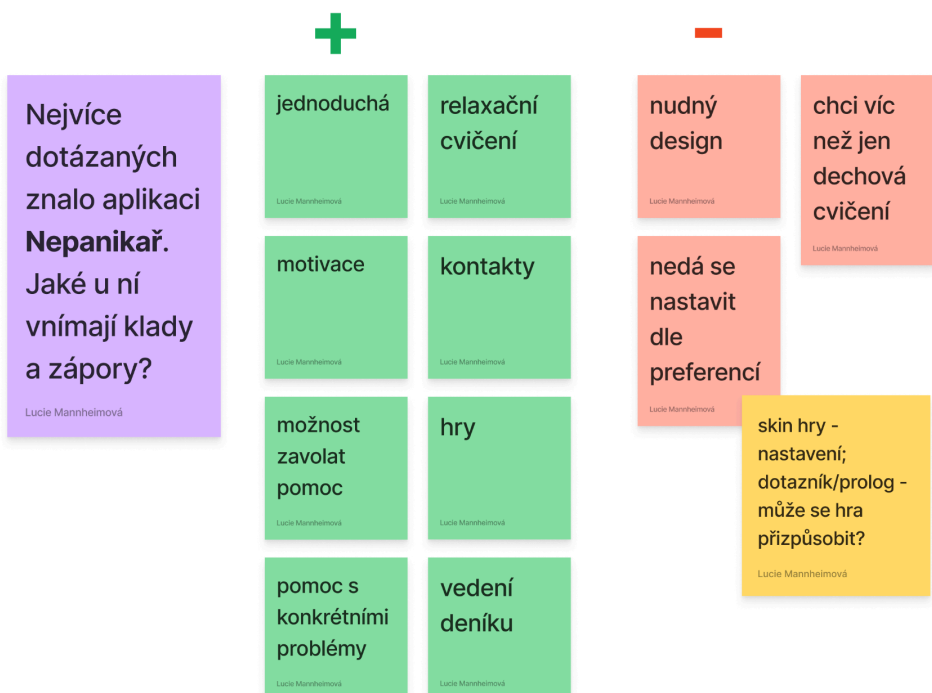 +
-
Nejvíce
dotázaných
znalo aplikaci
Nepanikař.
Jaké u ní
vnímají klady
a zápory?
Lucie Mannheimová
jednoduchá
Lucie Mannheimová
relaxační
cvičení
Lucie Mannheimová
motivace
Lucie Mannheimová
kontakty
Lucie Mannheimová
možnost
zavolat
pomoc
Lucie Mannheimová
hry
Lucie Mannheimová
pomoc s
konkrétními
problémy
Lucie Mannheimová
vedení
deníku
Lucie Mannheimová
nudný
design
Lucie Mannheimová
chci víc
než jen
dechová
cvičení
Lucie Mannheimová
nedá se
nastavit
dle
preferencí
Lucie Mannheimová
skin hry -
nastavení;
dotazník/prolog -
může se hra
přizpůsobit?
Lucie Mannheimová